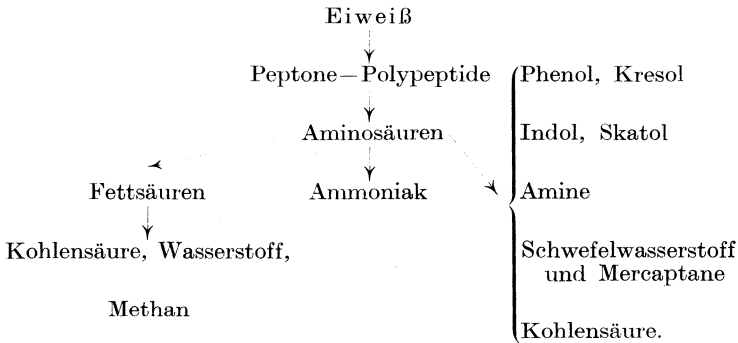 Eiweiß
Peptone—Polypeptide
Aminosäuren
Fettsäuren
Ammoniak
Kohlensäure, Wasserstoff,
Methan
Phenol, Kresol
Indol, Skatol
Amine
Schwefelwasserstoff
und Mercaptane
Kohlensäure.